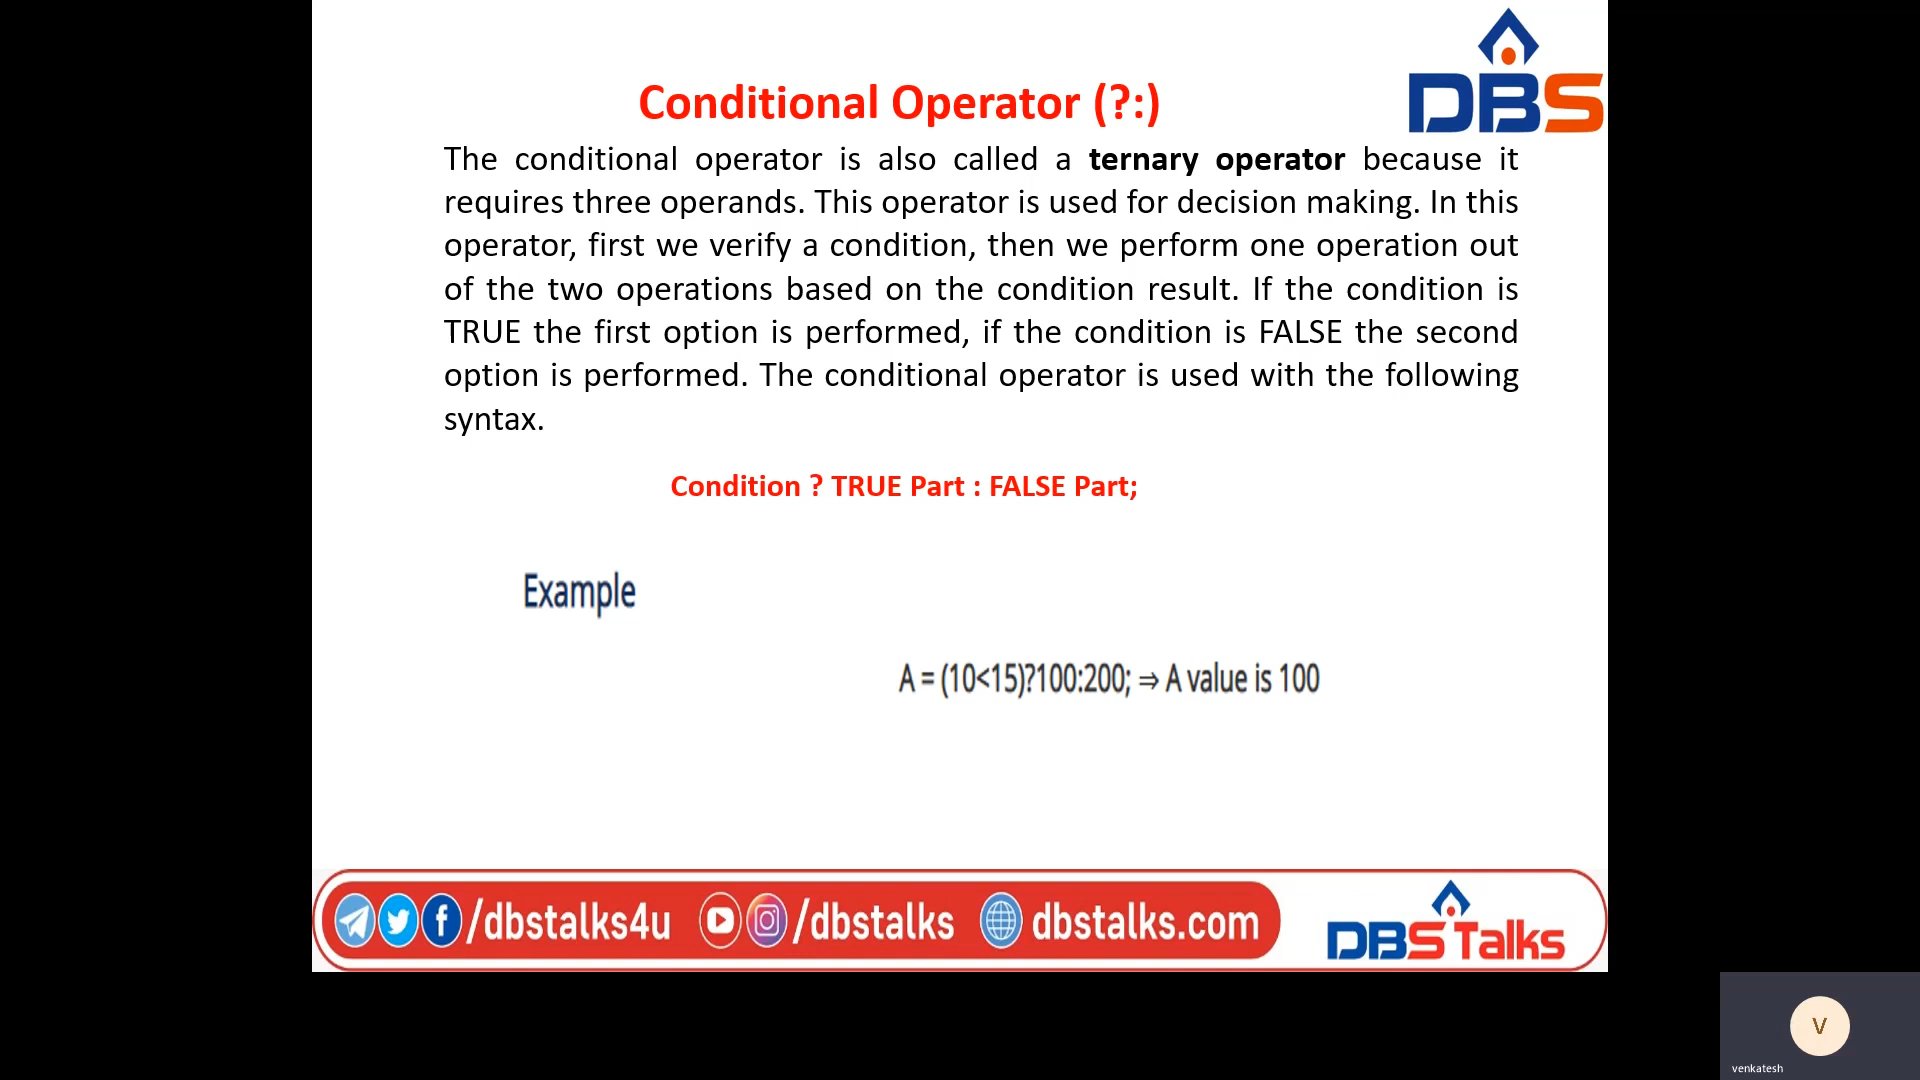 DBS
Conditional Operator (?:)
The conditional operator is also called a ternary operator because it
requires three operands. This operator is used for decision making. In this
operator, first we verify a condition, then we perform one operation out
of the two operations based on the condition result. If the condition is
TRUE the first option is performed, if the condition is FALSE the second
option is performed. The conditional operator is used with the following
syntax.
Condition ? TRUE Part : FALSE Part;
Example
A = (10<15)?100:200; ⇒ A value is 100
/dbstalks4u /dbstalks dbstalks.com
DBS Talks
V
venkatesh